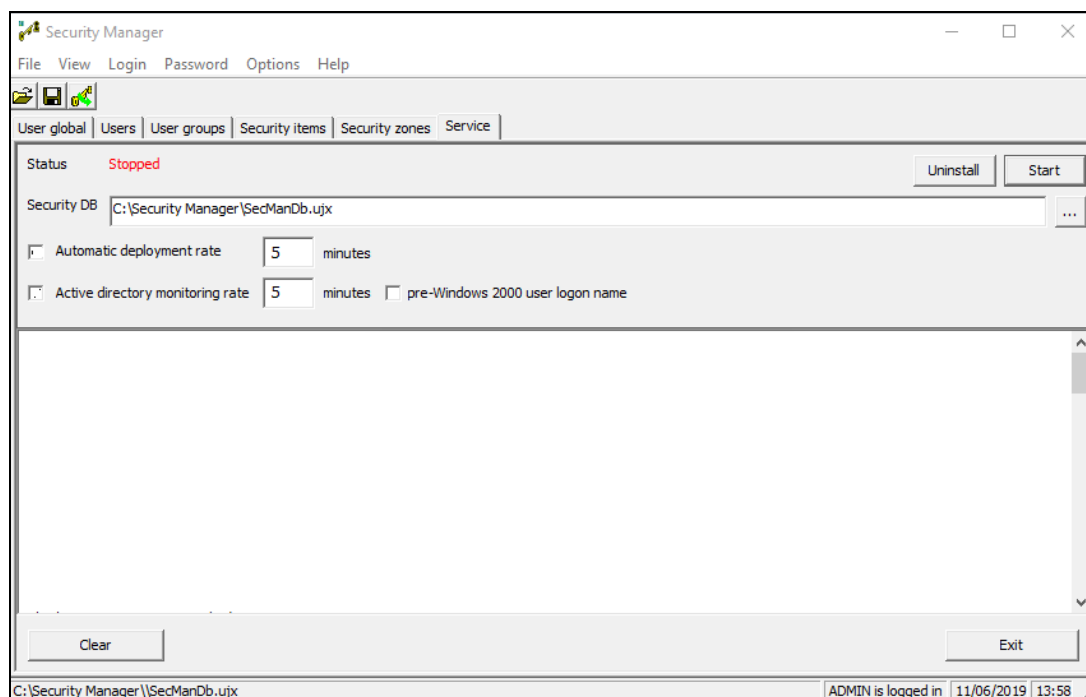 Security Manager
File View Login Password Options Help
User global Users User groups Security items Security zones Service
Status Stopped Uninstall Start
Security DB C:\Security Manager\SecManDb.ujx ...
Automatic deployment rate 5 minutes
Active directory monitoring rate 5 minutes pre-Windows 2000 user logon name
Clear Exit
C:\Security Manager\\SecManDb.ujx ADMIN is logged in 11/06/2019 13:58